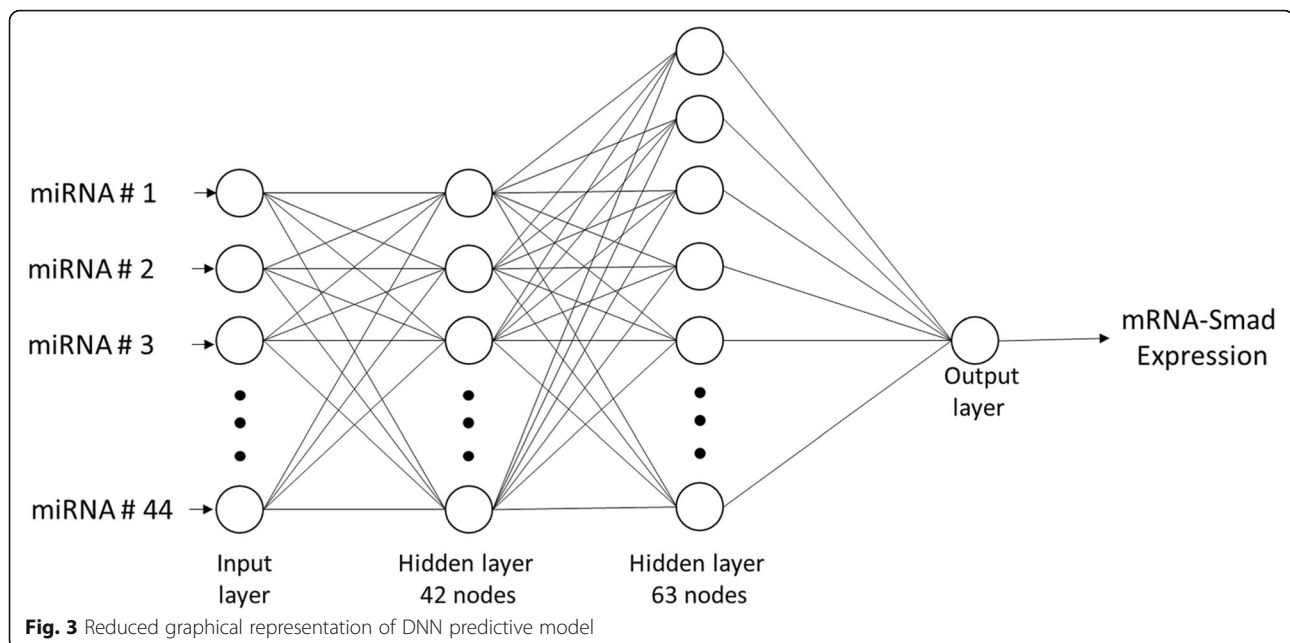 miRNA # 1
miRNA # 2
miRNA # 3
miRNA # 44
Input
layer
Hidden layer
42 nodes
Hidden layer
63 nodes
Output
layer
mRNA-Smad
Expression
Fig. 3 Reduced graphical representation of DNN predictive model